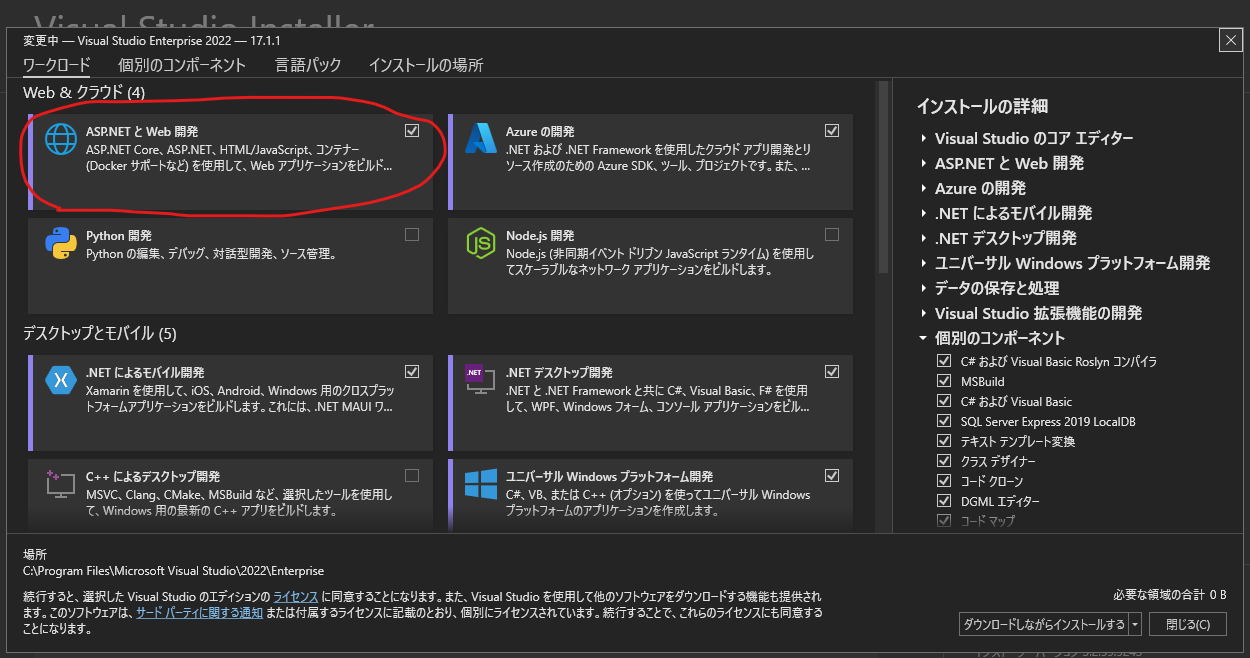 Visual Studio Installer
変更中 — Visual Studio Enterprise 2022 — 17.1.1
ワークロード 個別のコンポーネント 言語パック インストールの場所
Web & クラウド (4)
ASP.NET と Web 開発
ASP.NET Core、ASP.NET、HTML/JavaScript、コンテナー
(Docker サポートなど) を使用して、Web アプリケーションをビルド...
Azure の開発
.NET および .NET Framework を使用したクラウド アプリ開発とリ
ソース作成のための Azure SDK、ツール、プロジェクトです。また、...
Python 開発
Python の編集、デバッグ、対話型開発、ソース管理。
Node.js 開発
Node.js (非同期イベント ドリブン JavaScript ランタイム) を使用し
てスケーラブルなネットワーク アプリケーションをビルドします。
デスクトップとモバイル (5)
.NET によるモバイル開発
Xamarin を使用して、iOS、Android、Windows 用のクロスプラッ
トフォームアプリケーションをビルドします。これには、.NET MAUI ワ...
.NET
.NET デスクトップ開発
.NET と .NET Framework と共に C#、Visual Basic、F# を使用
して、WPF、Windows フォーム、コンソール アプリケーションをビル...
C++ によるデスクトップ開発
MSVC、Clang、CMake、MSBuild など、選択したツールを使用し
て、Windows 用の最新の C++ アプリをビルドします。
ユニバーサル Windows プラットフォーム開発
C#、VB、または C++ (オプション) を使ってユニバーサル Windows
プラットフォームのアプリケーションを作成します。
インストールの詳細
Visual Studio のコア エディター
ASP.NET と Web 開発
Azure の開発
.NET によるモバイル開発
.NET デスクトップ開発
ユニバーサル Windows プラットフォーム開発
データの保存と処理
Visual Studio 拡張機能の開発
個別のコンポーネント
C# および Visual Basic Roslyn コンパイラ
MSBuild
C# および Visual Basic
SQL Server Express 2019 LocalDB
テキスト テンプレート変換
クラス デザイナー
コード クローン
DGML エディター
コード マップ
場所
C:\Program Files\Microsoft Visual Studio\2022\Enterprise
続行すると、選択した Visual Studio のエディションの ライセンス に同意することになります。また、Visual Studio を使用して他のソフトウェアをダウンロードする機能も提供され
ます。このソフトウェアは、サード パーティに関する通知 または付属するライセンスに記載のとおり、個別にライセンスされています。続行することで、これらのライセンスにも同意する
ことになります。
必要な領域の合計 0 B
ダウンロードしながらインストールする
閉じる(C)